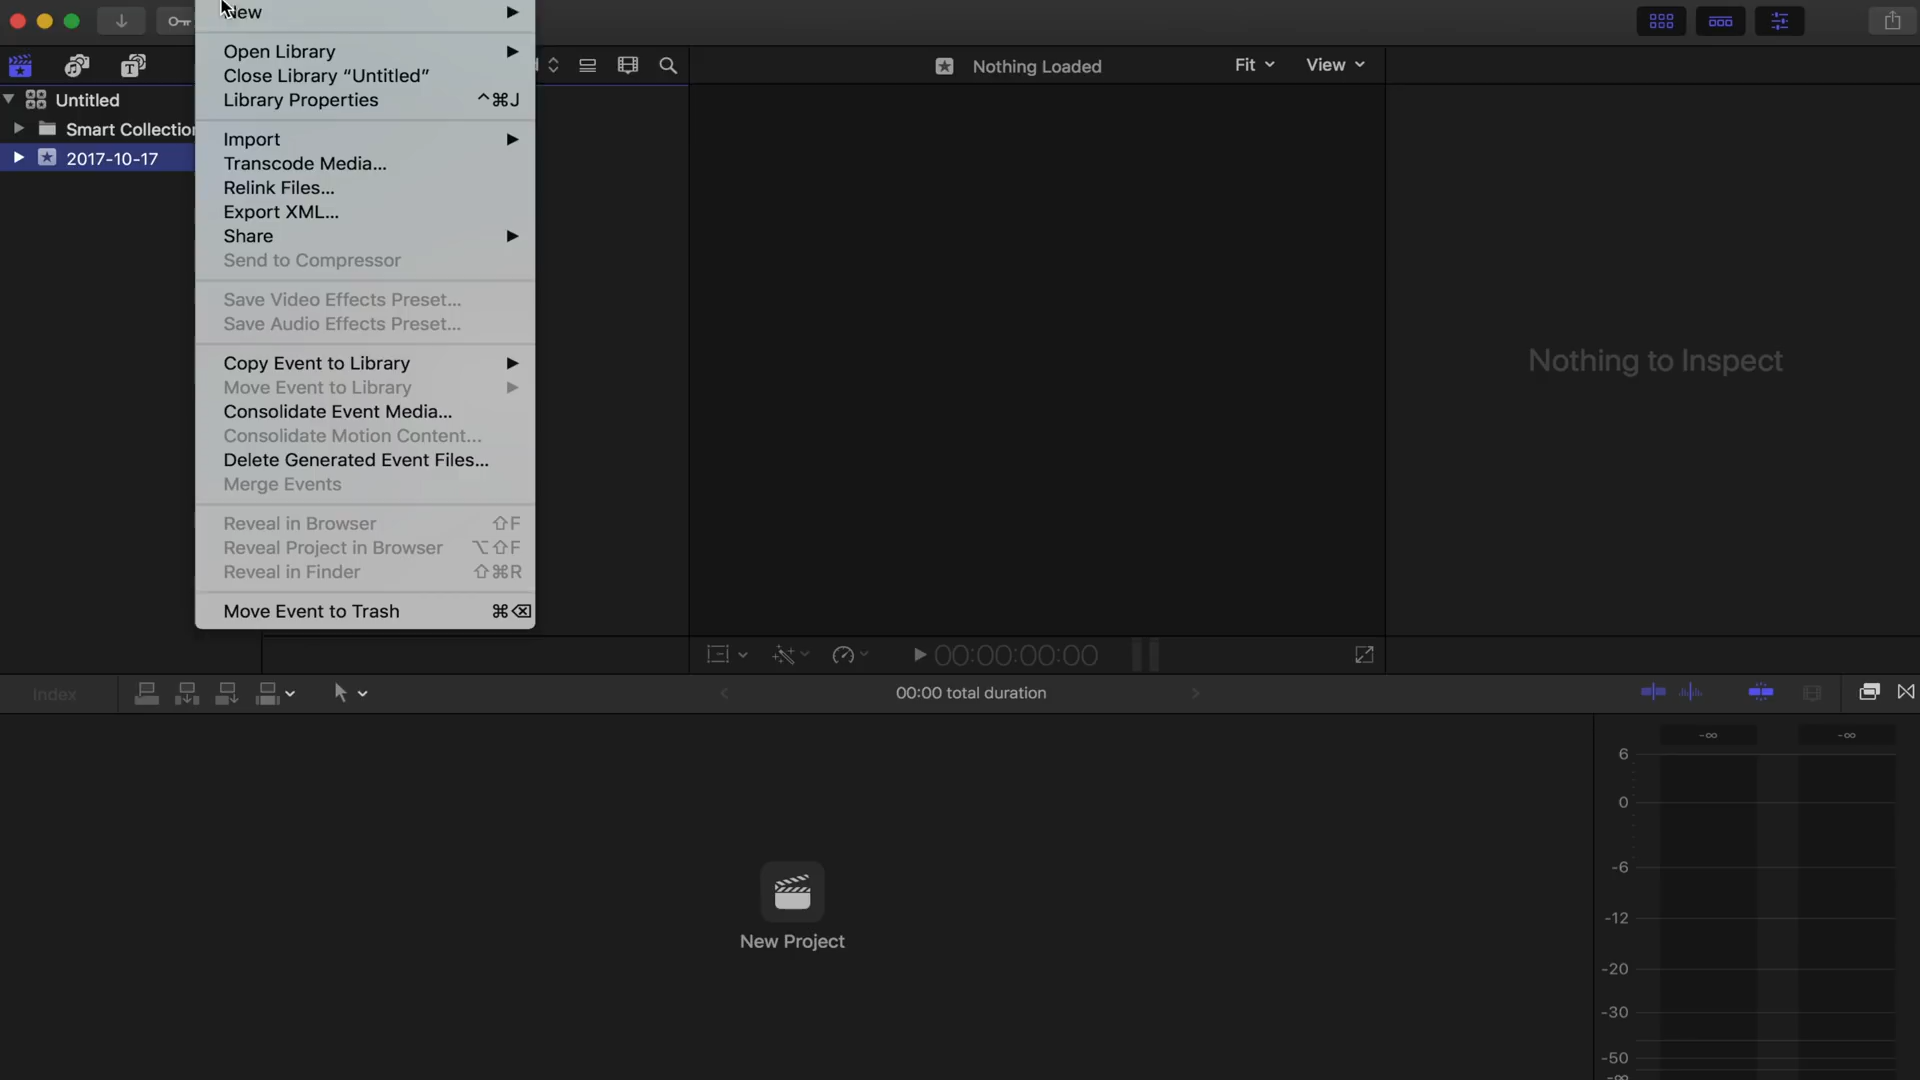 New
Open Library
Close Library “Untitled”
Library Properties ^⌘J
Import
Transcode Media...
Relink Files...
Export XML...
Share
Send to Compressor
Save Video Effects Preset...
Save Audio Effects Preset...
Copy Event to Library
Move Event to Library
Consolidate Event Media...
Consolidate Motion Content...
Delete Generated Event Files...
Merge Events
Reveal in Browser ⇧F
Reveal Project in Browser ⌥⇧F
Reveal in Finder ⇧⌘R
Move Event to Trash ⌘⌫
Untitled
Smart Collection
2017-10-17
Nothing Loaded
Fit
View
Nothing to Inspect
00:00:00:00
Index
00:00 total duration
New Project
-∞ -∞
6
0
-6
-12
-20
-30
-50
-∞